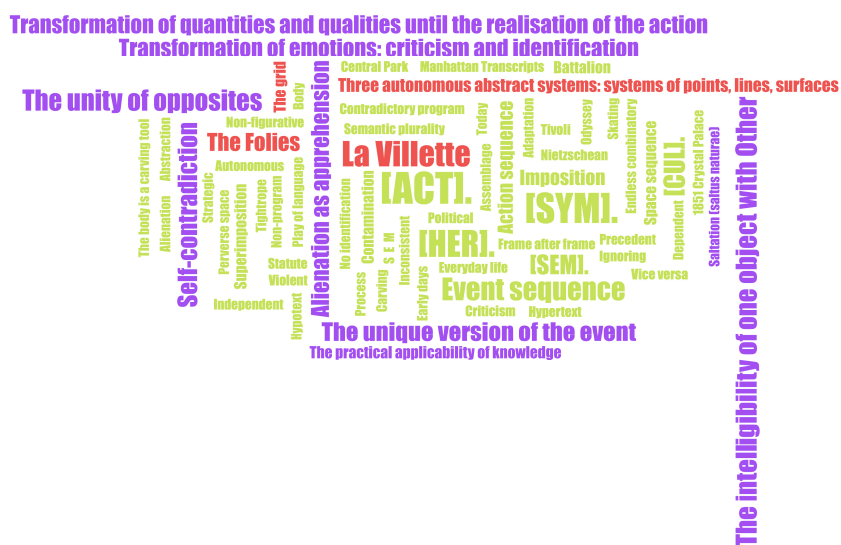 Transformation of quantities and qualities until the realisation of the action
Transformation of emotions: criticism and identification
The unity of opposites
The grid
Body
Alienation as apprehension
Central Park
Manhattan Transcripts
Battalion
Three autonomous abstract systems: systems of points, lines, surfaces
Contradictory program
Semantic plurality
Non-figurative
The Folies
Autonomous
La Villette
[ACT].
Today
Assemblage
Action sequence
Adaptation
Tivoli
Odyssey
Skating
Nietzschean
Imposition
[SYM].
Endless combinatory
Space sequence
[CUL].
Dependent
1851 Crystal Palace
Saltation (saltus naturae)
The intelligibility of one object with Other
The body is a carving tool
Abstraction
Alienation
Self-contradiction
Strategic
Perverse space
Superimposition
Tightrope
Non-program
Play of language
Statute
Violent
Independent
Hypotext
No identification
Contamination
Process
Carving
S E M
Inconsistent
Early days
Political
[HER].
Frame after frame
Precedent
Ignoring
[SEM].
Everyday life
Vice versa
Event sequence
Criticism
Hypertext
The unique version of the event
The practical applicability of knowledge